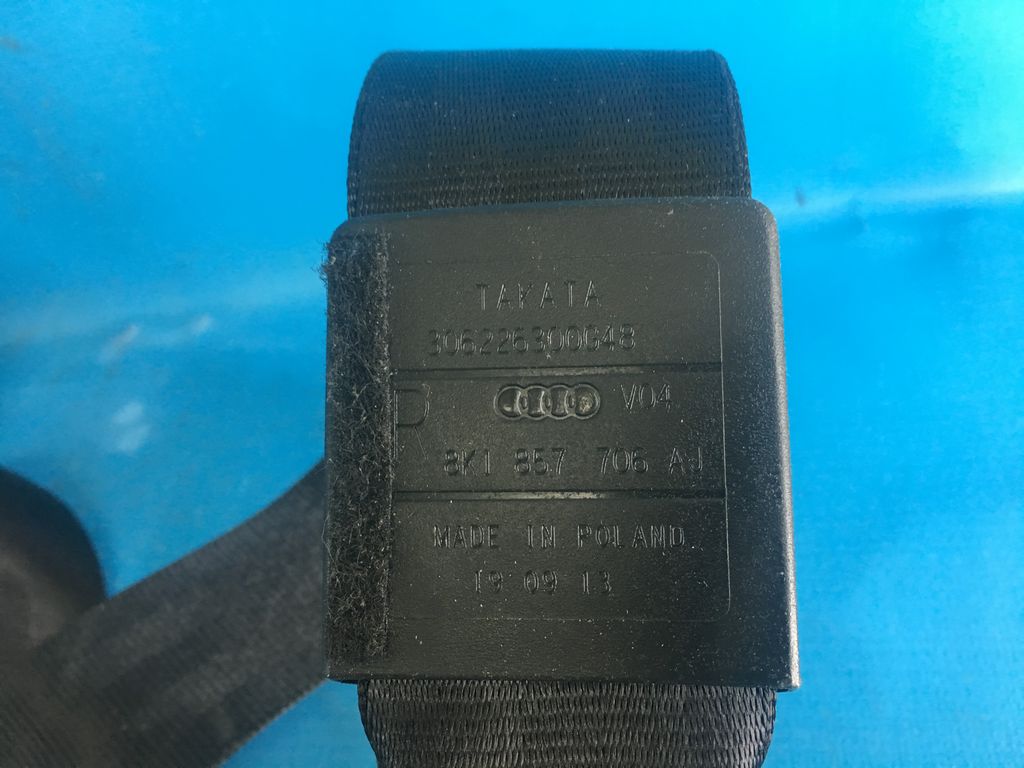 TAKATA
306226300G48
R V04
8K1 857 706 AJ
MADE IN POLAND
19 09 13